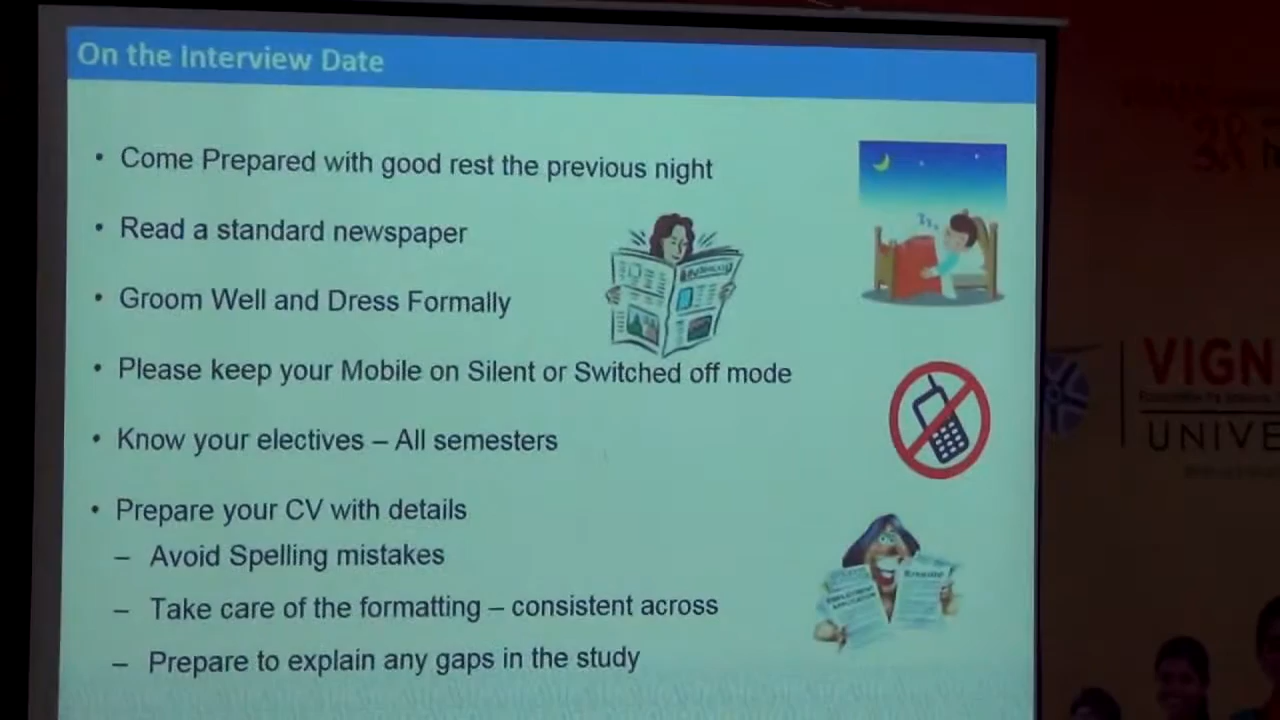 On the Interview Date
• Come Prepared with good rest the previous night
• Read a standard newspaper
• Groom Well and Dress Formally
• Please keep your Mobile on Silent or Switched off mode
• Know your electives – All semesters
• Prepare your CV with details
– Avoid Spelling mistakes
– Take care of the formatting – consistent across
– Prepare to explain any gaps in the study
VIGN
UNIVE